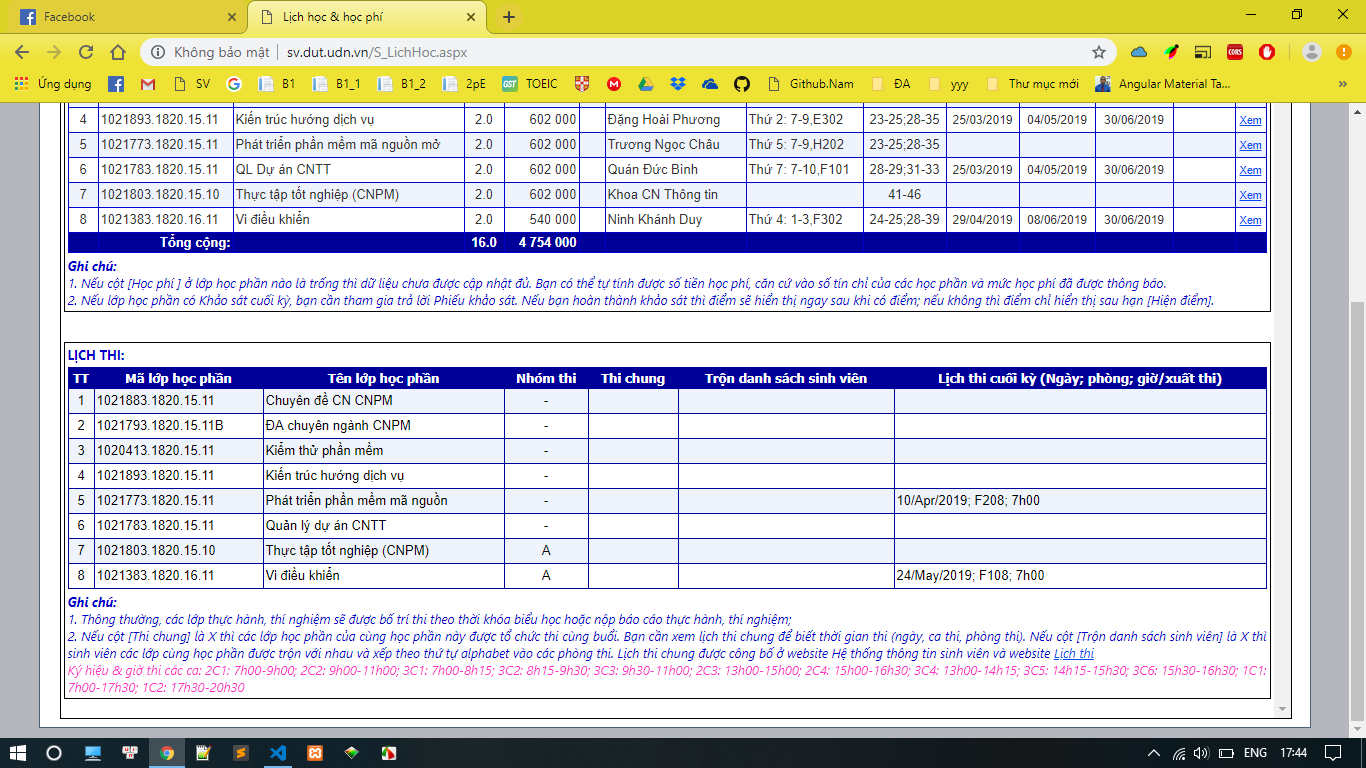 Facebook
Lịch học & học phí
Không bảo mật | sv.dut.udn.vn/S_LichHoc.aspx
CORS
Ứng dụng SV B1 B1_1 B1_2 2pE GST TOEIC Github.Nam ĐA yyy Thư mục mới Angular Material Ta... »
4 1021893.1820.15.11 Kiến trúc hướng dịch vụ 2.0 602 000 Đặng Hoài Phương Thứ 2: 7-9,E302 23-25;28-35 25/03/2019 04/05/2019 30/06/2019 Xem
5 1021773.1820.15.11 Phát triển phần mềm mã nguồn mở 2.0 602 000 Trương Ngọc Châu Thứ 5: 7-9,H202 23-25;28-35 Xem
6 1021783.1820.15.11 QL Dự án CNTT 2.0 602 000 Quán Đức Bình Thứ 7: 7-10,F101 28-29;31-33 25/03/2019 04/05/2019 30/06/2019 Xem
7 1021803.1820.15.10 Thực tập tốt nghiệp (CNPM) 2.0 602 000 Khoa CN Thông tin 41-46 Xem
8 1021383.1820.16.11 Vi điều khiển 2.0 540 000 Ninh Khánh Duy Thứ 4: 1-3,F302 24-25;28-39 29/04/2019 08/06/2019 30/06/2019 Xem
Tổng cộng: 16.0 4 754 000
Ghi chú:
1. Nếu cột [Học phí ] ở lớp học phần nào là trống thì dữ liệu chưa được cập nhật đủ. Bạn có thể tự tính được số tiền học phí, căn cứ vào số tín chỉ của các học phần và mức học phí đã được thông báo.
2. Nếu lớp học phần có Khảo sát cuối kỳ, bạn cần tham gia trả lời Phiếu khảo sát. Nếu bạn hoàn thành khảo sát thì điểm sẽ hiển thị ngay sau khi có điểm; nếu không thì điểm chỉ hiển thị sau hạn [Hiện điểm].
LỊCH THI:
TT Mã lớp học phần Tên lớp học phần Nhóm thi Thi chung Trộn danh sách sinh viên Lịch thi cuối kỳ (Ngày; phòng; giờ/xuất thi)
1 1021883.1820.15.11 Chuyên đề CN CNPM -
2 1021793.1820.15.11B ĐA chuyên ngành CNPM -
3 1020413.1820.15.11 Kiểm thử phần mềm -
4 1021893.1820.15.11 Kiến trúc hướng dịch vụ -
5 1021773.1820.15.11 Phát triển phần mềm mã nguồn - 10/Apr/2019; F208; 7h00
6 1021783.1820.15.11 Quản lý dự án CNTT -
7 1021803.1820.15.10 Thực tập tốt nghiệp (CNPM) A
8 1021383.1820.16.11 Vi điều khiển A 24/May/2019; F108; 7h00
Ghi chú:
1. Thông thường, các lớp thực hành, thí nghiệm sẽ được bố trí thi theo thời khóa biểu học hoặc nộp báo cáo thực hành, thí nghiệm;
2. Nếu cột [Thi chung] là X thì các lớp học phần của cùng học phần này được tổ chức thi cùng buổi. Bạn cần xem lịch thi chung để biết thời gian thi (ngày, ca thi, phòng thi). Nếu cột [Trộn danh sách sinh viên] là X thì
sinh viên các lớp cùng học phần được trộn với nhau và xếp theo thứ tự alphabet vào các phòng thi. Lịch thi chung được công bố ở website Hệ thống thông tin sinh viên và website Lịch thi
Ký hiệu & giờ thi các ca: 2C1: 7h00-9h00; 2C2: 9h00-11h00; 3C1: 7h00-8h15; 3C2: 8h15-9h30; 3C3: 9h30-11h00; 2C3: 13h00-15h00; 2C4: 15h00-16h30; 3C4: 13h00-14h15; 3C5: 14h15-15h30; 3C6: 15h30-16h30; 1C1:
7h00-17h30; 1C2: 17h30-20h30
ENG 17:44